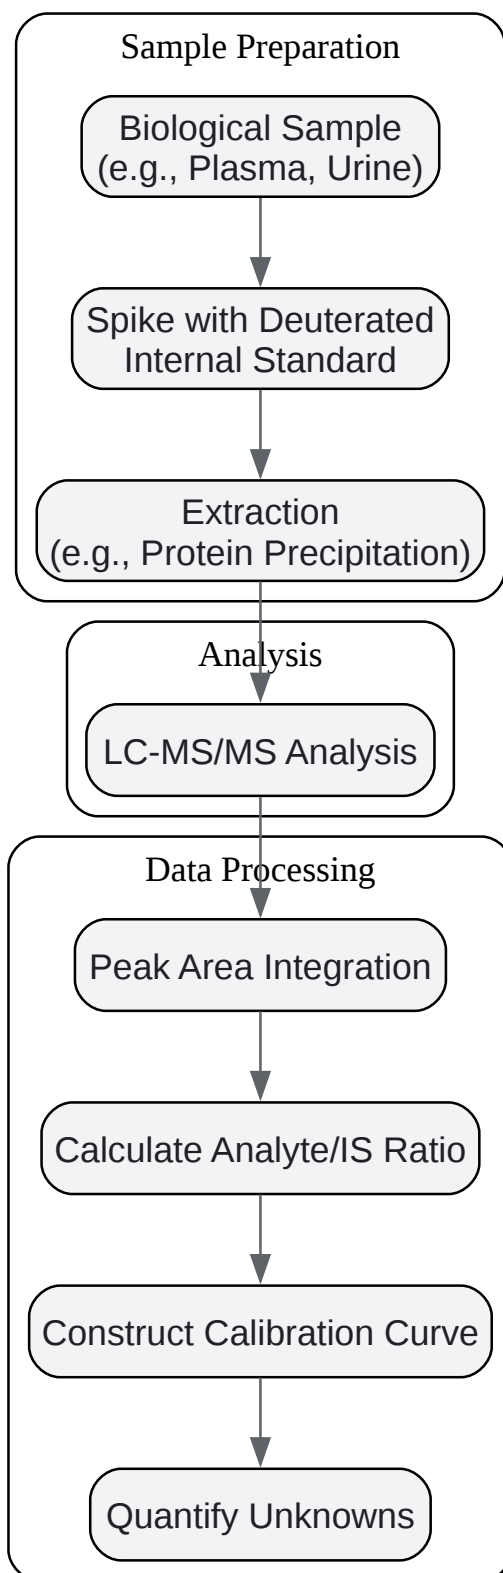 Sample Preparation
Biological Sample
(e.g., Plasma, Urine)
Spike with Deuterated
Internal Standard
Extraction
(e.g., Protein Precipitation)
Analysis
LC-MS/MS Analysis
Data Processing
Peak Area Integration
Calculate Analyte/IS Ratio
Construct Calibration Curve
Quantify Unknowns